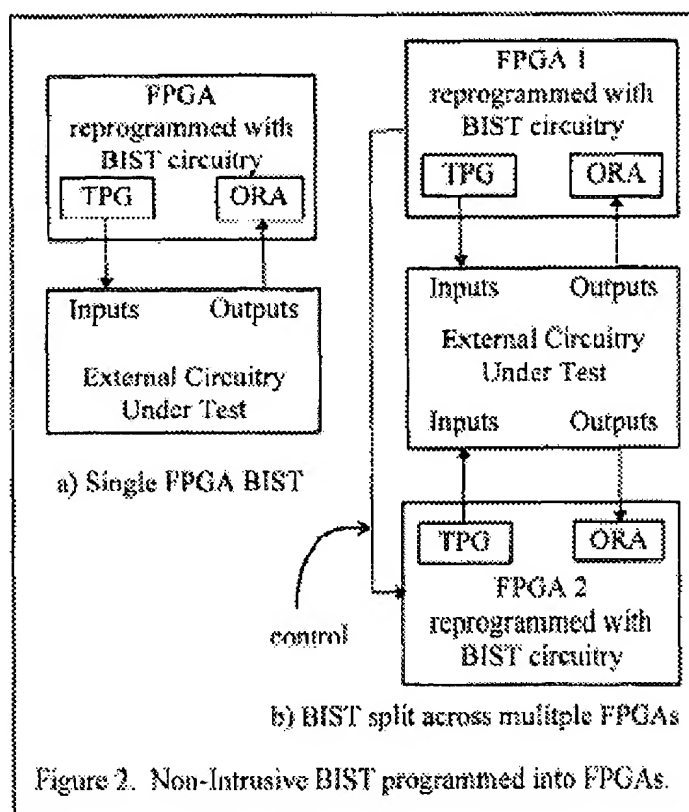 FPGA
reprogrammed with
BIST circuitry
TPG
ORA
Inputs
Outputs
External Circuitry
Under Test
a) Single FPGA BIST
FPGA 1
reprogrammed with
BIST circuitry
TPG
ORA
Inputs
Outputs
External Circuitry
Under Test
Inputs
Outputs
TPG
ORA
FPGA 2
reprogrammed with
BIST circuitry
control
b) BIST split across mulitple FPGAs
Figure 2. Non-Intrusive BIST programmed into FPGAs.